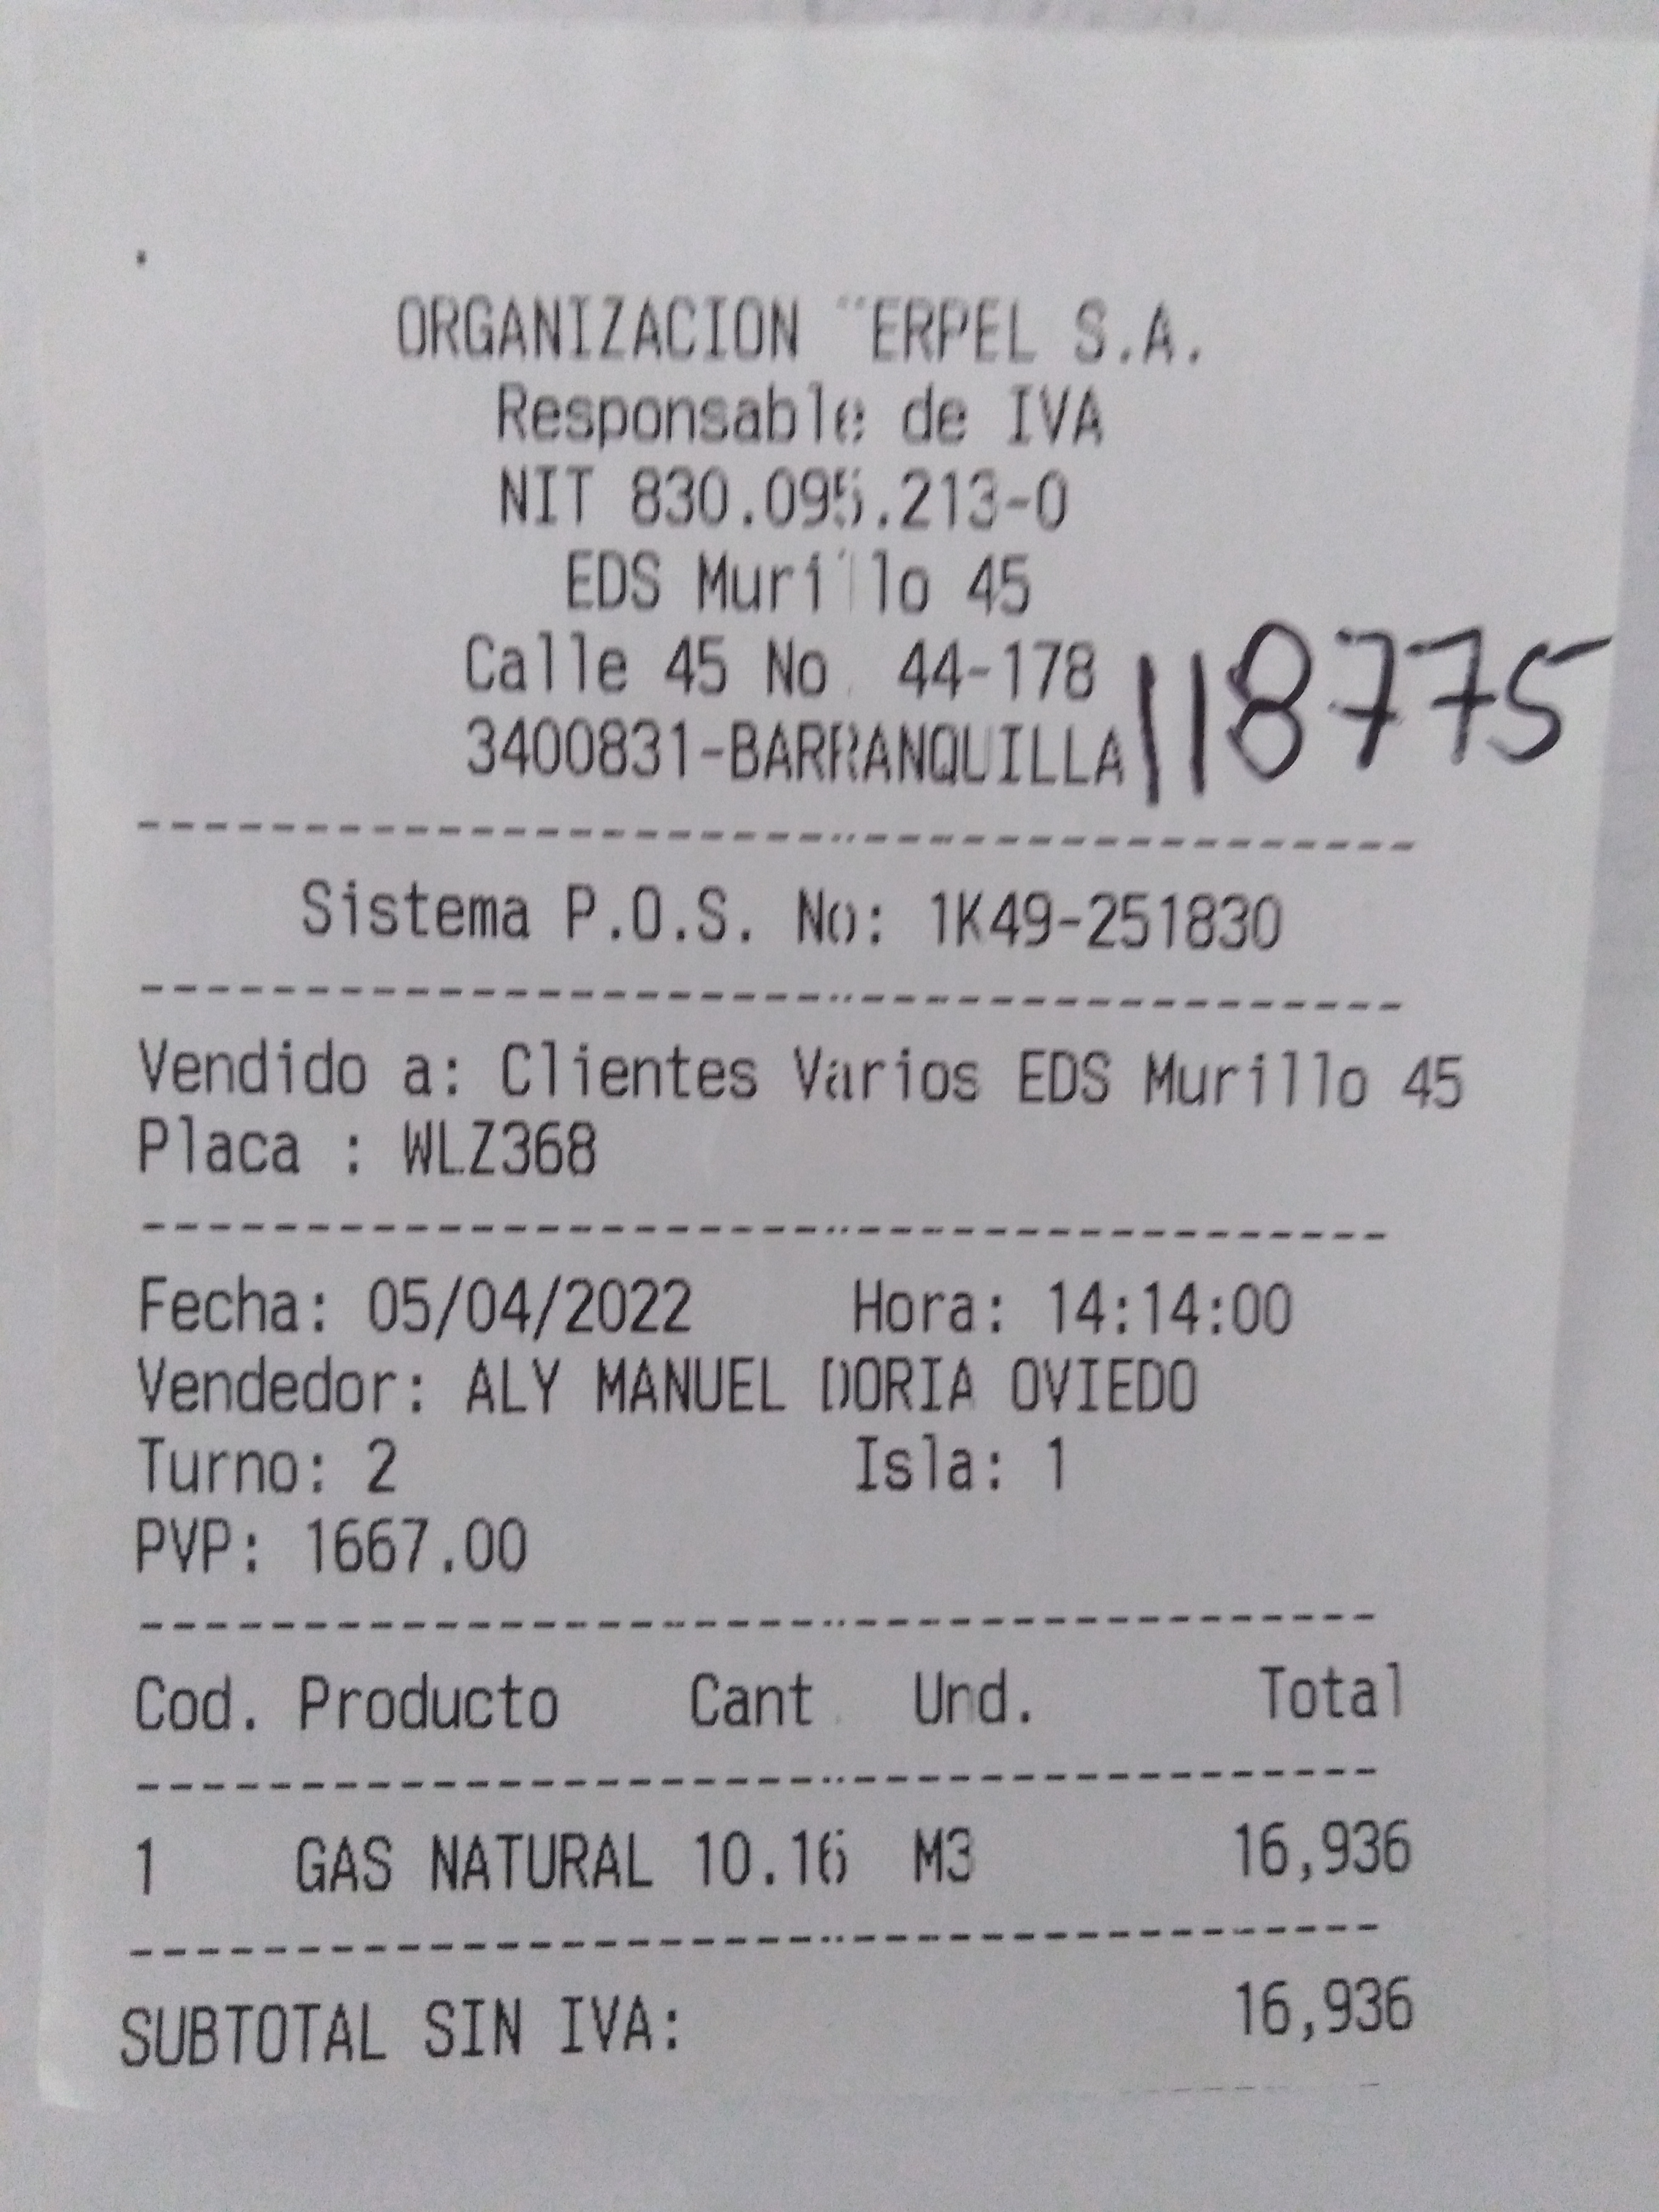 ORGANIZACION TERPEL S.A.
Responsable de IVA
NIT 830.095.213-0
EDS Murillo 45
Calle 45 No. 44-178
3400831-BARRANQUILLA
118775
Sistema P.O.S. No: 1K49-251830
Vendido a: Clientes Varios EDS Murillo 45
Placa : WLZ368
Fecha: 05/04/2022 Hora: 14:14:00
Vendedor: ALY MANUEL DORIA OVIEDO
Turno: 2 Isla: 1
PVP: 1667.00
Cod. Producto Cant. Und. Total
1 GAS NATURAL 10.16 M3 16,936
SUBTOTAL SIN IVA: 16,936